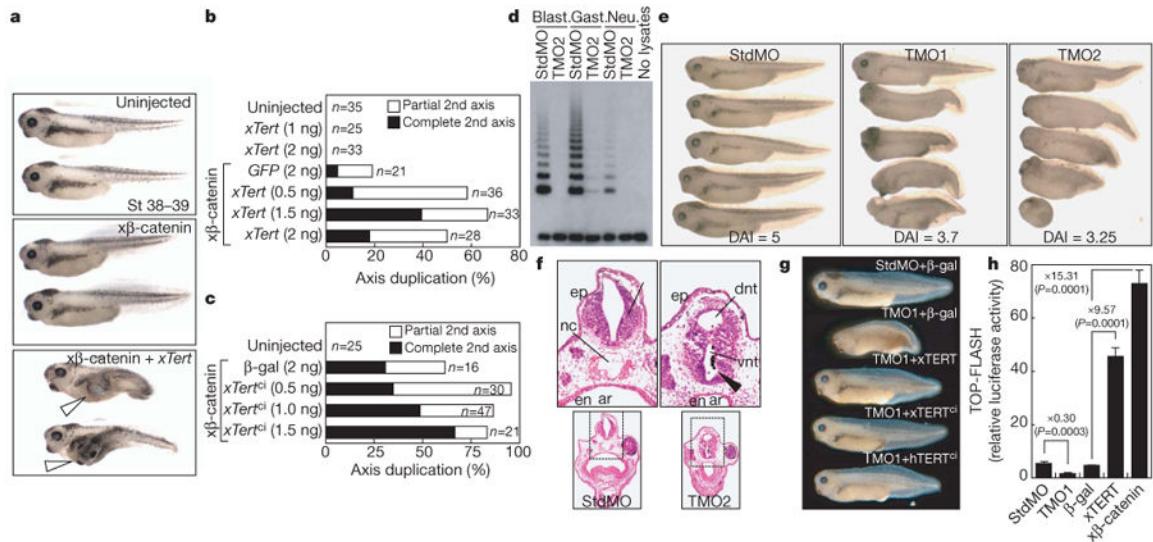 a
Uninjected
St 38–39
xβ-catenin
xβ-catenin + xTert
b
Partial 2nd axis
Complete 2nd axis
Uninjected n=35
xTert (1 ng) n=25
xTert (2 ng) n=33
xβ-catenin
GFP (2 ng) n=21
xTert (0.5 ng) n=36
xTert (1.5 ng) n=33
xTert (2 ng) n=28
0 20 40 60 80
Axis duplication (%)
c
Partial 2nd axis
Complete 2nd axis
Uninjected n=25
xβ-catenin
β-gal (2 ng) n=16
xTertci (0.5 ng) n=30
xTertci (1.0 ng) n=47
xTertci (1.5 ng) n=21
0 25 50 75 100
Axis duplication (%)
d
Blast. Gast. Neu.
StdMO
TMO2
StdMO
TMO2
StdMO
TMO2
No lysates
e
StdMO TMO1 TMO2
DAI = 5 DAI = 3.7 DAI = 3.25
f
ep
nc
en ar
ep
dnt
vnt
en ar
StdMO TMO2
g
StdMO+β-gal
TMO1+β-gal
TMO1+xTERT
TMO1+xTERTci
TMO1+hTERTci
h
TOP-FLASH
(relative luciferase activity)
80
60
40
20
0
×15.31
(P=0.0001)
×9.57
(P=0.0001)
×0.30
(P=0.0003)
StdMO
TMO1
β-gal
xTERT
xβ-catenin